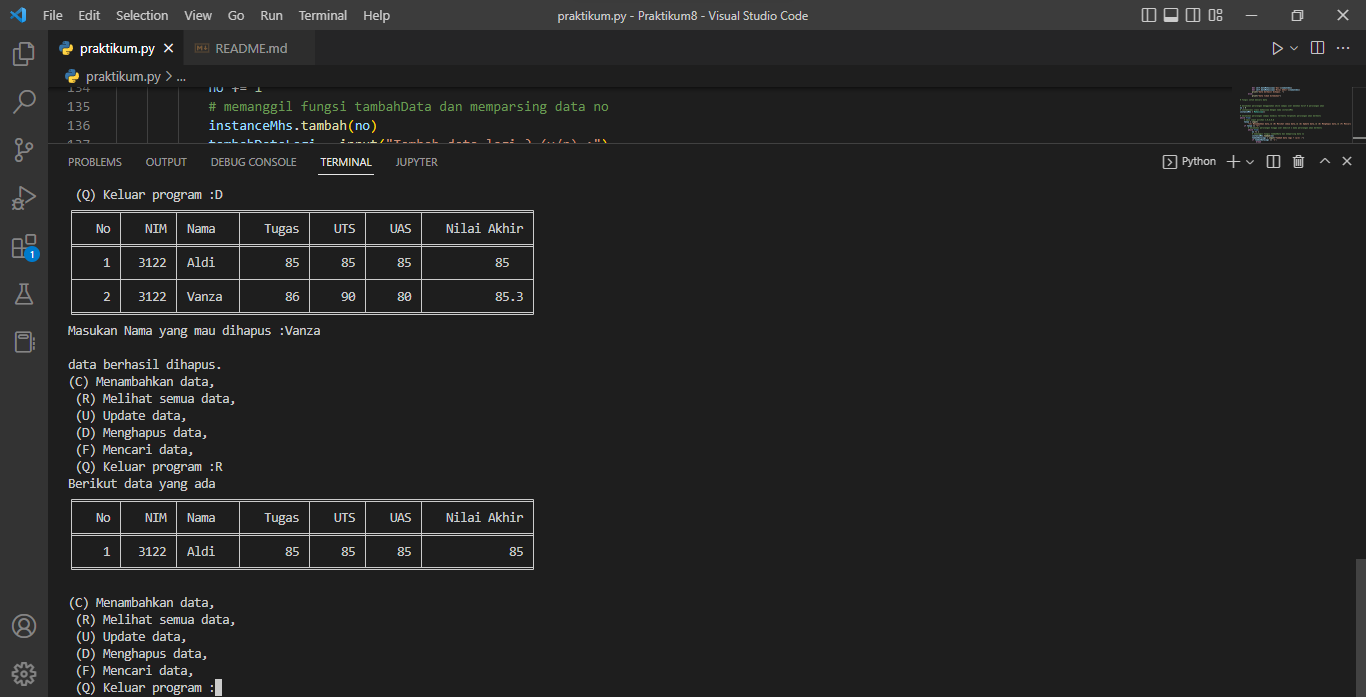 File Edit Selection View Go Run Terminal Help praktikum.py - Praktikum8 - Visual Studio Code
praktikum.py README.md
praktikum.py > ...
134 no += 1
135 # memanggil fungsi tambahData dan memparsing data no
136 instanceMhs.tambah(no)
137 tambahDataLagi = input("Tambah data lagi ? (y/n) :")
PROBLEMS OUTPUT DEBUG CONSOLE TERMINAL JUPYTER Python
1
(Q) Keluar program :D
No NIM Nama Tugas UTS UAS Nilai Akhir
1 3122 Aldi 85 85 85 85
2 3122 Vanza 86 90 80 85.3
Masukan Nama yang mau dihapus :Vanza
data berhasil dihapus.
(C) Menambahkan data,
(R) Melihat semua data,
(U) Update data,
(D) Menghapus data,
(F) Mencari data,
(Q) Keluar program :R
Berikut data yang ada
No NIM Nama Tugas UTS UAS Nilai Akhir
1 3122 Aldi 85 85 85 85
(C) Menambahkan data,
(R) Melihat semua data,
(U) Update data,
(D) Menghapus data,
(F) Mencari data,
(Q) Keluar program :